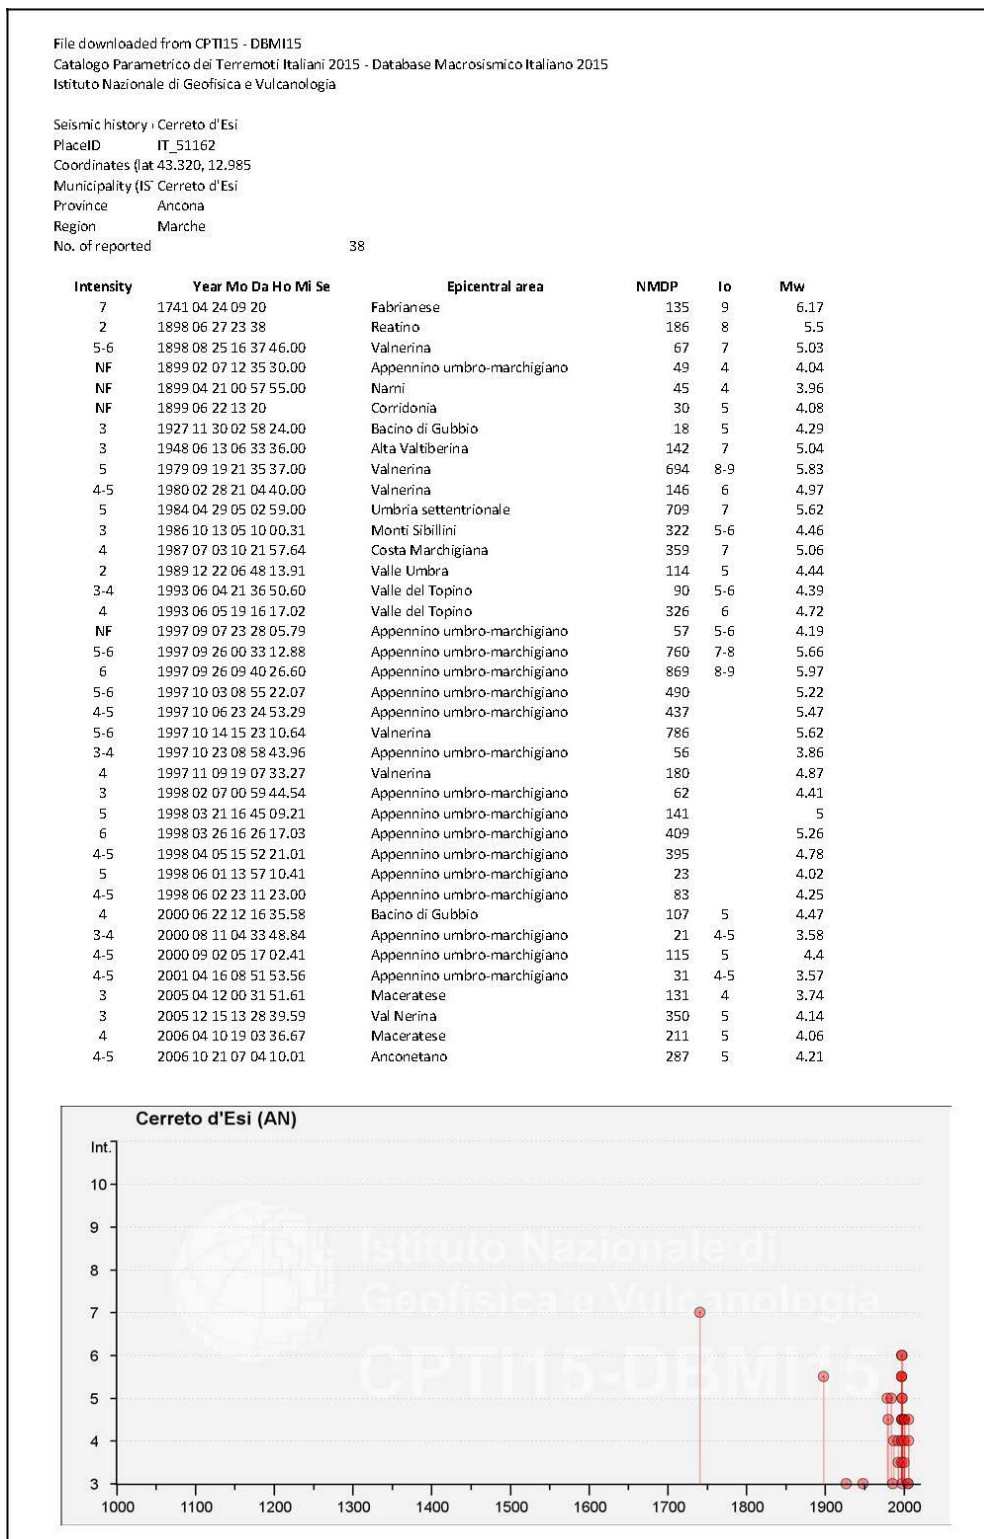 File downloaded from CPTI15 - DBMI15
Catalogo Parametrico dei Terremoti Italiani 2015 - Database Macrosismico Italiano 2015
Istituto Nazionale di Geofisica e Vulcanologia
Seismic history Cerreto d'Esi
PlaceID IT_51162
Coordinates (lat 43.320, 12.985
Municipality (IS Cerreto d'Esi
Province Ancona
Region Marche
No. of reported 38
Intensity Year Mo Da Ho Mi Se Epicentral area NMDP Io Mw
7 1741 04 24 09 20 Fabrianese 135 9 6.17
2 1898 06 27 23 38 Reatino 186 8 5.5
5-6 1898 08 25 16 37 46.00 Valnerina 67 7 5.03
NF 1899 02 07 12 35 30.00 Appennino umbro-marchigiano 49 4 4.04
NF 1899 04 21 00 57 55.00 Narni 45 4 3.96
NF 1899 06 22 13 20 Corridonia 30 5 4.08
3 1927 11 30 02 58 24.00 Bacino di Gubbio 18 5 4.29
3 1948 06 13 06 33 36.00 Alta Valtiberina 142 7 5.04
5 1979 09 19 21 35 37.00 Valnerina 694 8-9 5.83
4-5 1980 02 28 21 04 40.00 Valnerina 146 6 4.97
5 1984 04 29 05 02 59.00 Umbria settentrionale 709 7 5.62
3 1986 10 13 05 10 00.31 Monti Sibillini 322 5-6 4.46
4 1987 07 03 10 21 57.64 Costa Marchigiana 359 7 5.06
2 1989 12 22 06 48 13.91 Valle Umbra 114 5 4.44
3-4 1993 06 04 21 36 50.60 Valle del Topino 90 5-6 4.39
4 1993 06 05 19 16 17.02 Valle del Topino 326 6 4.72
NF 1997 09 07 23 28 05.79 Appennino umbro-marchigiano 57 5-6 4.19
5-6 1997 09 26 00 33 12.88 Appennino umbro-marchigiano 760 7-8 5.66
6 1997 09 26 09 40 26.60 Appennino umbro-marchigiano 869 8-9 5.97
5-6 1997 10 03 08 55 22.07 Appennino umbro-marchigiano 490 5.22
4-5 1997 10 06 23 24 53.29 Appennino umbro-marchigiano 437 5.47
5-6 1997 10 14 15 23 10.64 Valnerina 786 5.62
3-4 1997 10 23 08 58 43.96 Appennino umbro-marchigiano 56 3.86
4 1997 11 09 19 07 33.27 Valnerina 180 4.87
3 1998 02 07 00 59 44.54 Appennino umbro-marchigiano 62 4.41
5 1998 03 21 16 45 09.21 Appennino umbro-marchigiano 141 5
6 1998 03 26 16 26 17.03 Appennino umbro-marchigiano 409 5.26
4-5 1998 04 05 15 52 21.01 Appennino umbro-marchigiano 395 4.78
5 1998 06 01 13 57 10.41 Appennino umbro-marchigiano 23 4.02
4-5 1998 06 02 23 11 23.00 Appennino umbro-marchigiano 83 4.25
4 2000 06 22 12 16 35.58 Bacino di Gubbio 107 5 4.47
3-4 2000 08 11 04 33 48.84 Appennino umbro-marchigiano 21 4-5 3.58
4-5 2000 09 02 05 17 02.41 Appennino umbro-marchigiano 115 5 4.4
4-5 2001 04 16 08 51 53.56 Appennino umbro-marchigiano 31 4-5 3.57
3 2005 04 12 00 31 51.61 Maceratese 131 4 3.74
3 2005 12 15 13 28 39.59 Val Nerina 350 5 4.14
4 2006 04 10 19 03 36.67 Maceratese 211 5 4.06
4-5 2006 10 21 07 04 10.01 Anconetano 287 5 4.21
Cerreto d'Esi (AN)
Int.
10
9
8
7
6
5
4
3
Istituto Nazionale di
Geofisica e Vulcanologia
CPTI15-DBMI15
1000 1100 1200 1300 1400 1500 1600 1700 1800 1900 2000